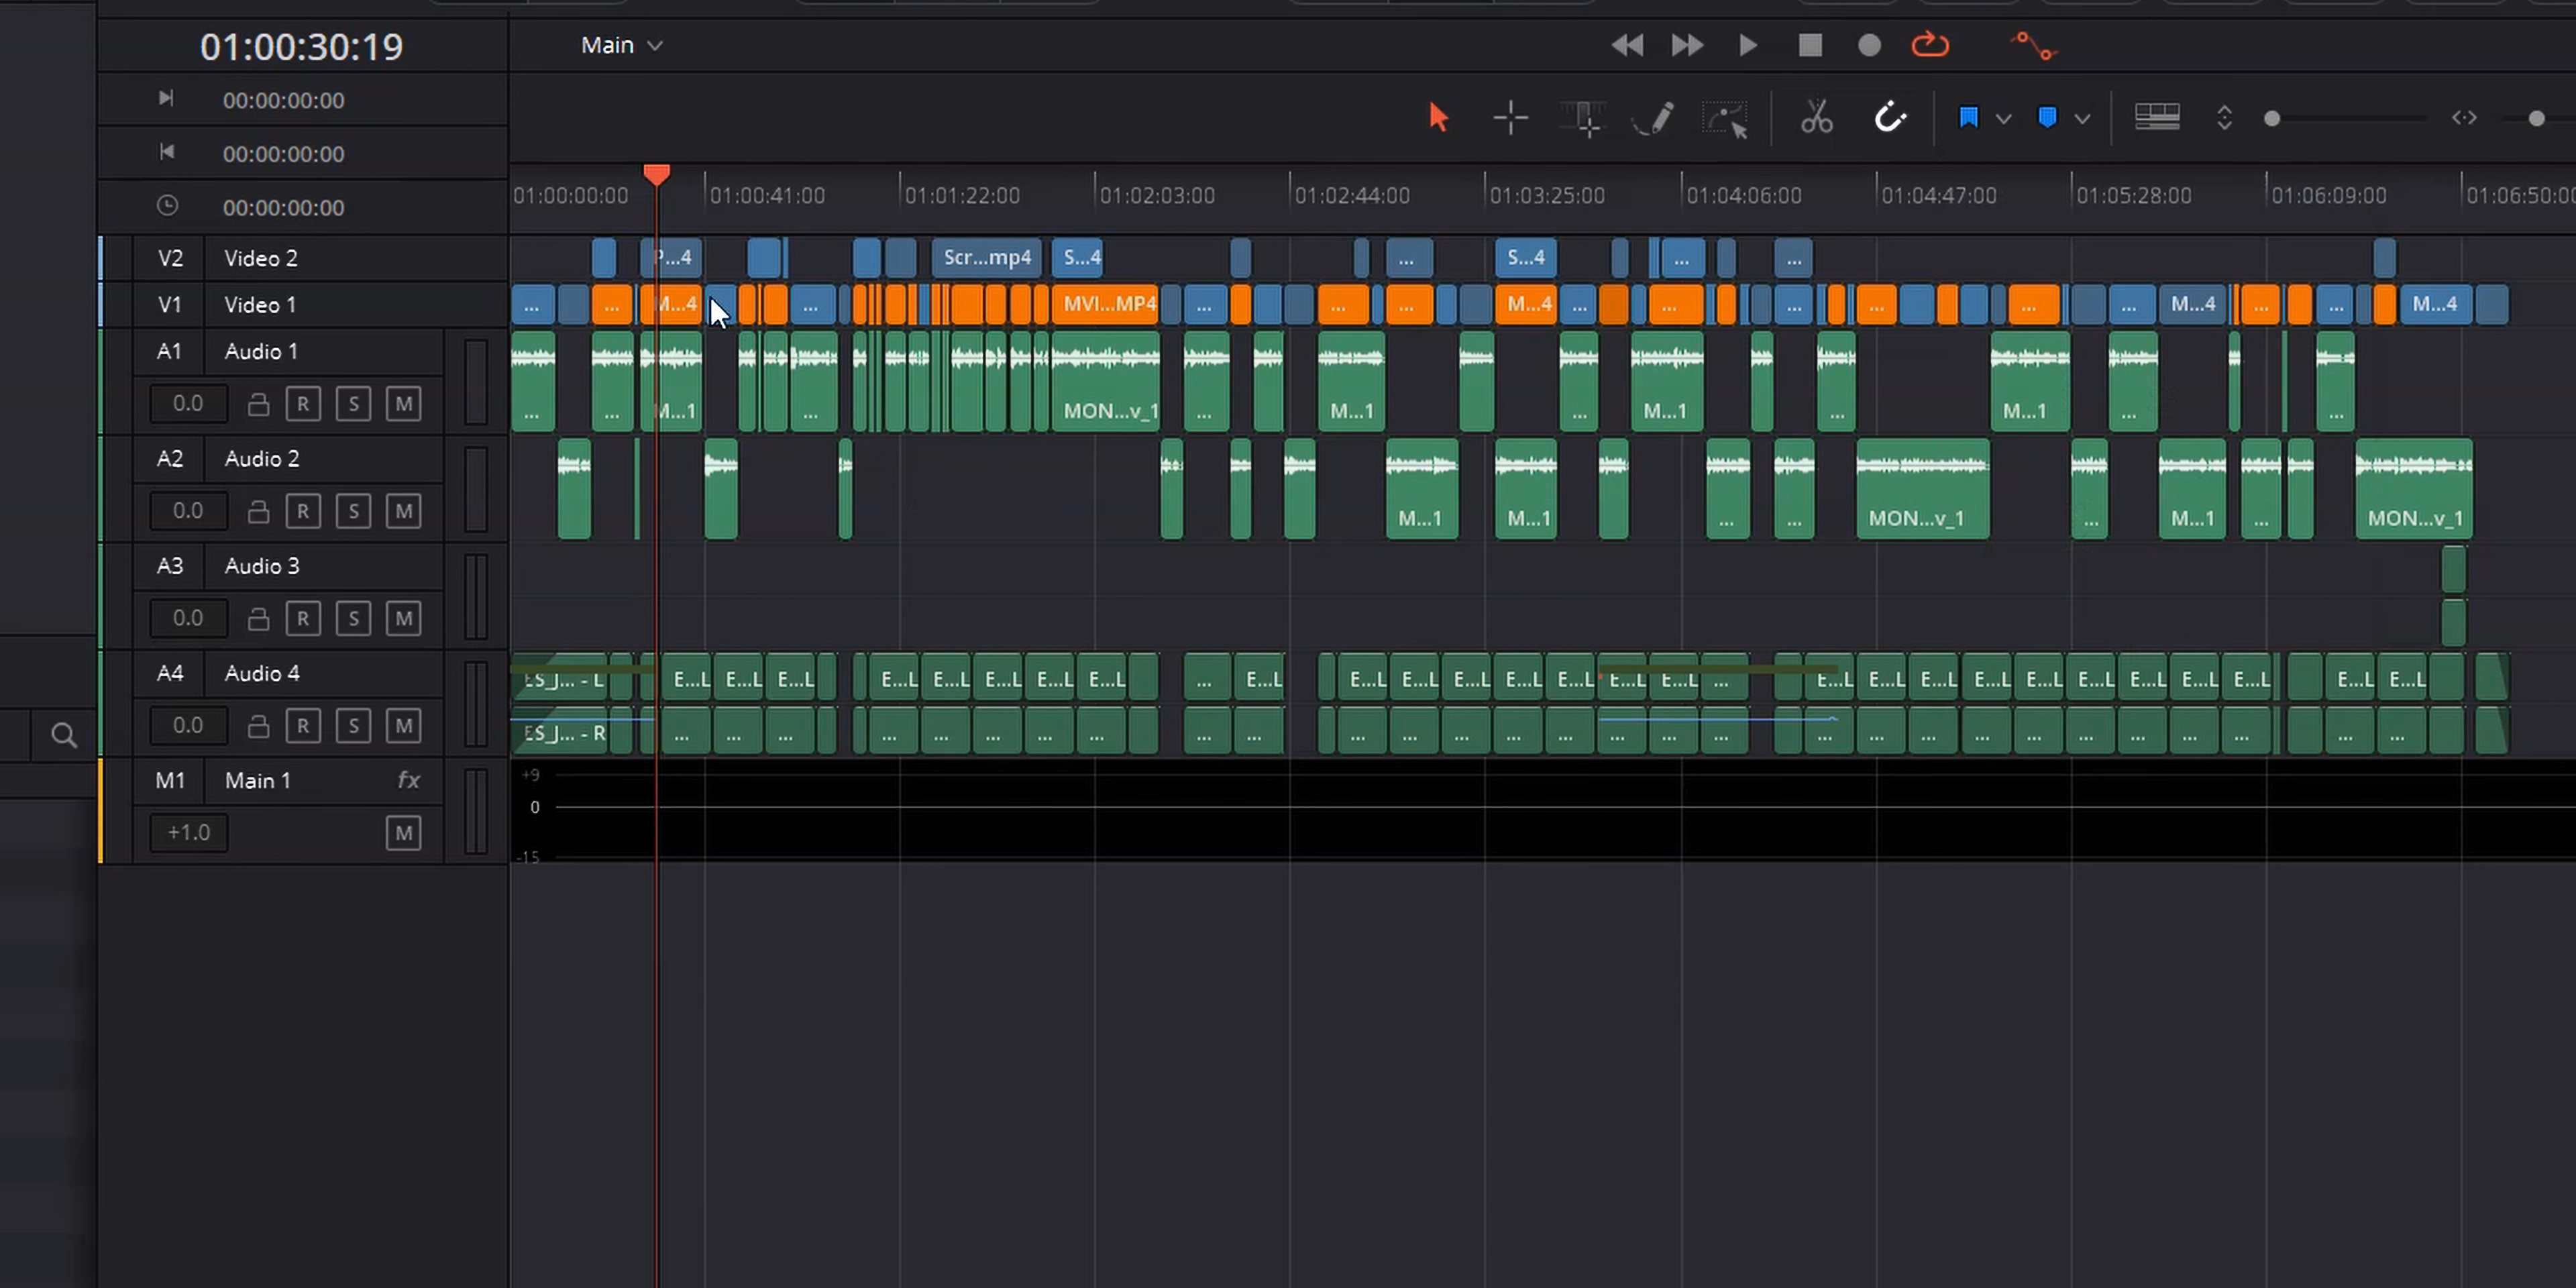 01:00:30:19 Main
00:00:00:00
00:00:00:00
00:00:00:00
01:00:00:00 01:00:41:00 01:01:22:00 01:02:03:00 01:02:44:00 01:03:25:00 01:04:06:00 01:04:47:00 01:05:28:00 01:06:09:00 01:06:50:00
V2 Video 2 P...4 Scr...mp4 S...4 ... S...4 ... ...
V1 Video 1 ... ... M...4 ... MVI...MP4 ... ... ... M...4 ... ... ... ... ... ... M...4 ... ... M...4
A1 Audio 1
0.0 R S M ... ... M...1 ... MON...v_1 ... M...1 ... M...1 ... M...1 ... ...
A2 Audio 2
0.0 R S M M...1 M...1 ... ... MON...v_1 ... M...1 ... MON...v_1
A3 Audio 3
0.0 R S M
A4 Audio 4 ES_J... - L E...L E...L E...L E...L E...L E...L E...L E...L ... E...L E...L E...L E...L E...L E...L E...L E...L ... E...L E...L E...L E...L E...L E...L E...L E...L E...L E...L E...L
0.0 R S M ES_J... - R ... ... ... ... ... ... ... ... ... ... ... ... ... ... ... ... ... ... ... ... ... ... ... ... ... ... ... ... ...
M1 Main 1 fx +9
0
+1.0 M
-15